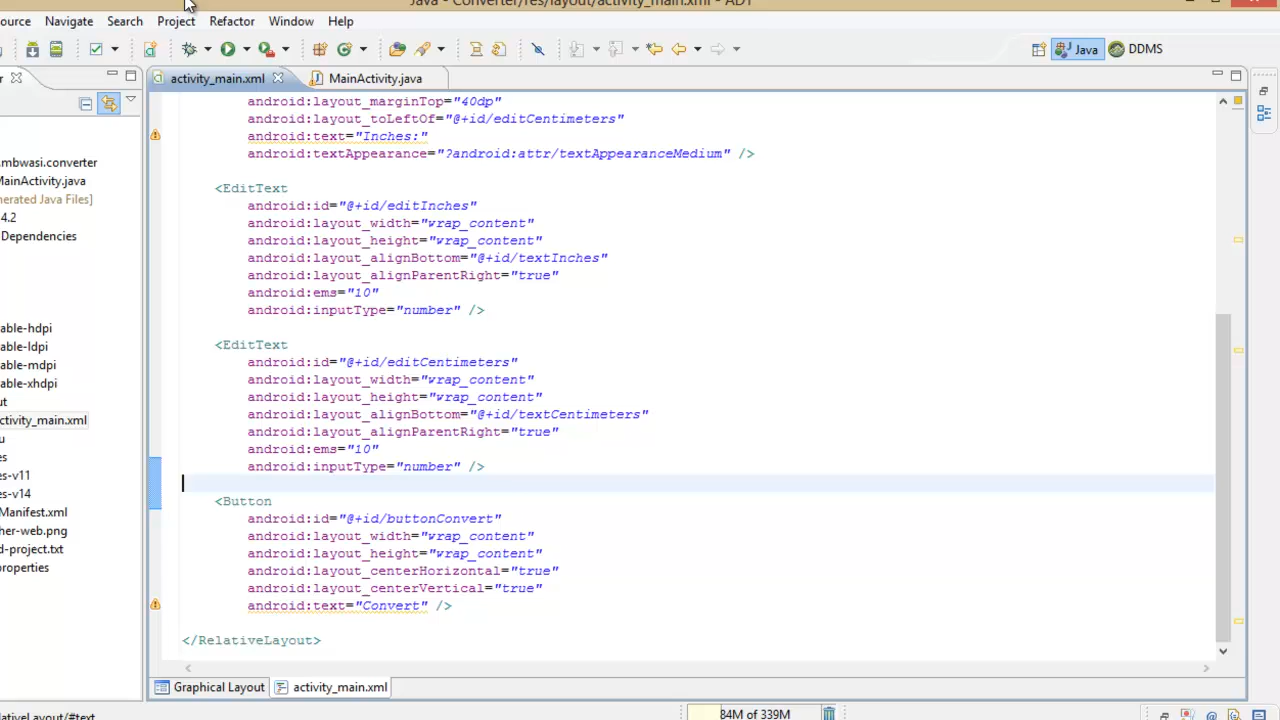 Java - Converter/res/layout/activity_main.xml - ADT
ource Navigate Search Project Refactor Window Help
Java DDMS
r activity_main.xml MainActivity.java
android:layout_marginTop="40dp"
android:layout_toLeftOf="@+id/editCentimeters"
android:text="Inches:"
android:textAppearance="?android:attr/textAppearanceMedium" />
<EditText
android:id="@+id/editInches"
android:layout_width="wrap_content"
android:layout_height="wrap_content"
android:layout_alignBottom="@+id/textInches"
android:layout_alignParentRight="true"
android:ems="10"
android:inputType="number" />
<EditText
android:id="@+id/editCentimeters"
android:layout_width="wrap_content"
android:layout_height="wrap_content"
android:layout_alignBottom="@+id/textCentimeters"
android:layout_alignParentRight="true"
android:ems="10"
android:inputType="number" />
<Button
android:id="@+id/buttonConvert"
android:layout_width="wrap_content"
android:layout_height="wrap_content"
android:layout_centerHorizontal="true"
android:layout_centerVertical="true"
android:text="Convert" />
</RelativeLayout>
.mbwasi.converter
MainActivity.java
nerated Java Files]
4.2
Dependencies
able-hdpi
able-ldpi
able-mdpi
able-xhdpi
ut
ctivity_main.xml
u
es
es-v11
es-v14
Manifest.xml
her-web.png
d-project.txt
properties
Graphical Layout activity_main.xml
elativeLayout/#text
84M of 339M